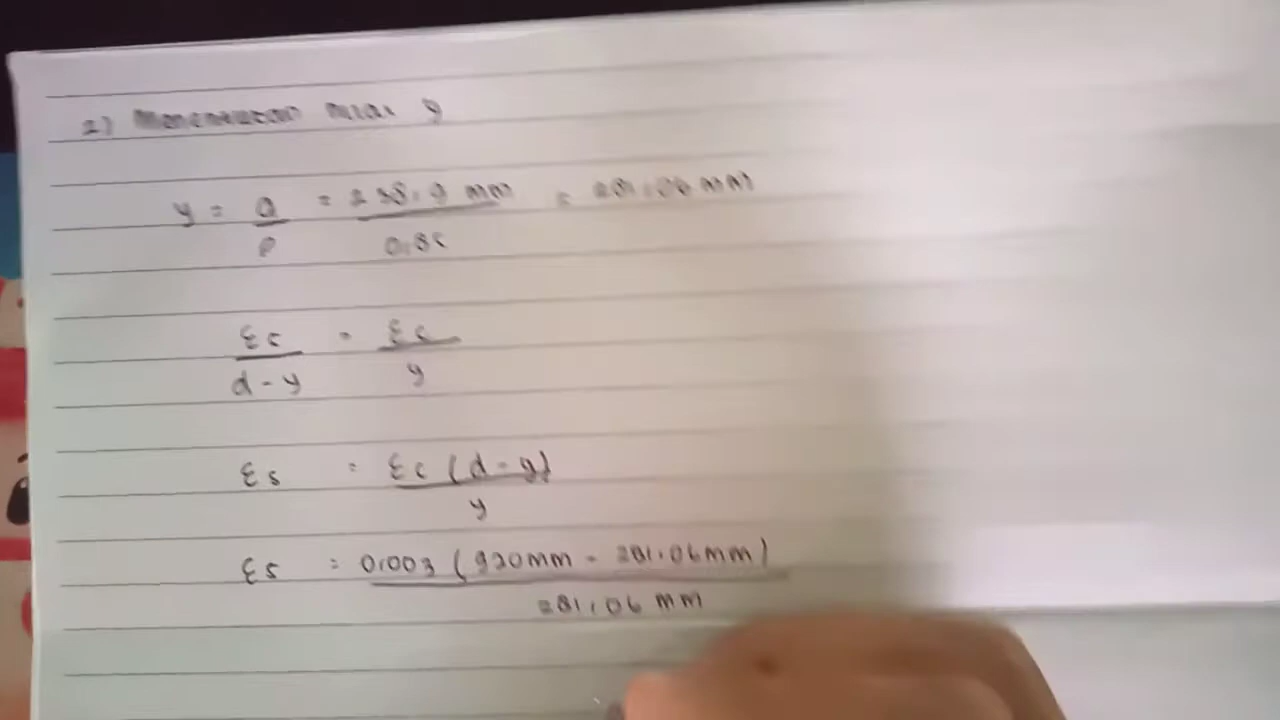 2) Menentukan nilai y
y = a/β = 238,9 mm/0,85 = 281,06 mm
εs/d - y = εc/y
εs = εc (d - y)/y
εs = 0,003 (920mm - 281,06mm)/281,06 mm